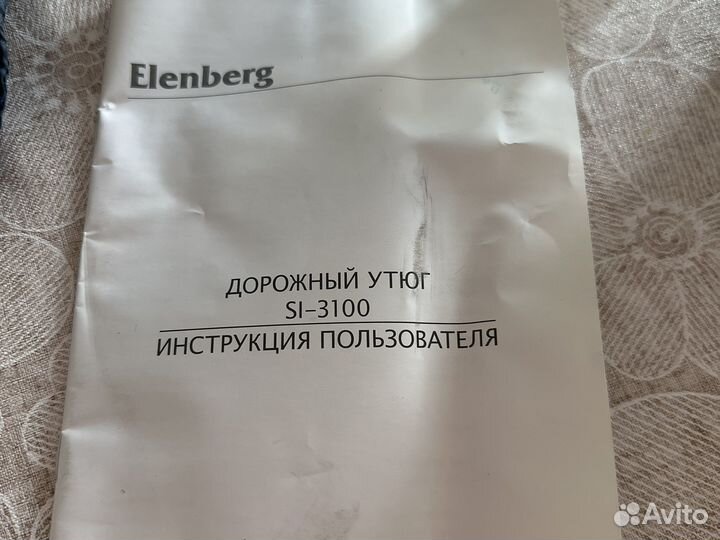 Elenberg
ДОРОЖНЫЙ УТЮГ
SI-3100
ИНСТРУКЦИЯ ПОЛЬЗОВАТЕЛЯ
Avito